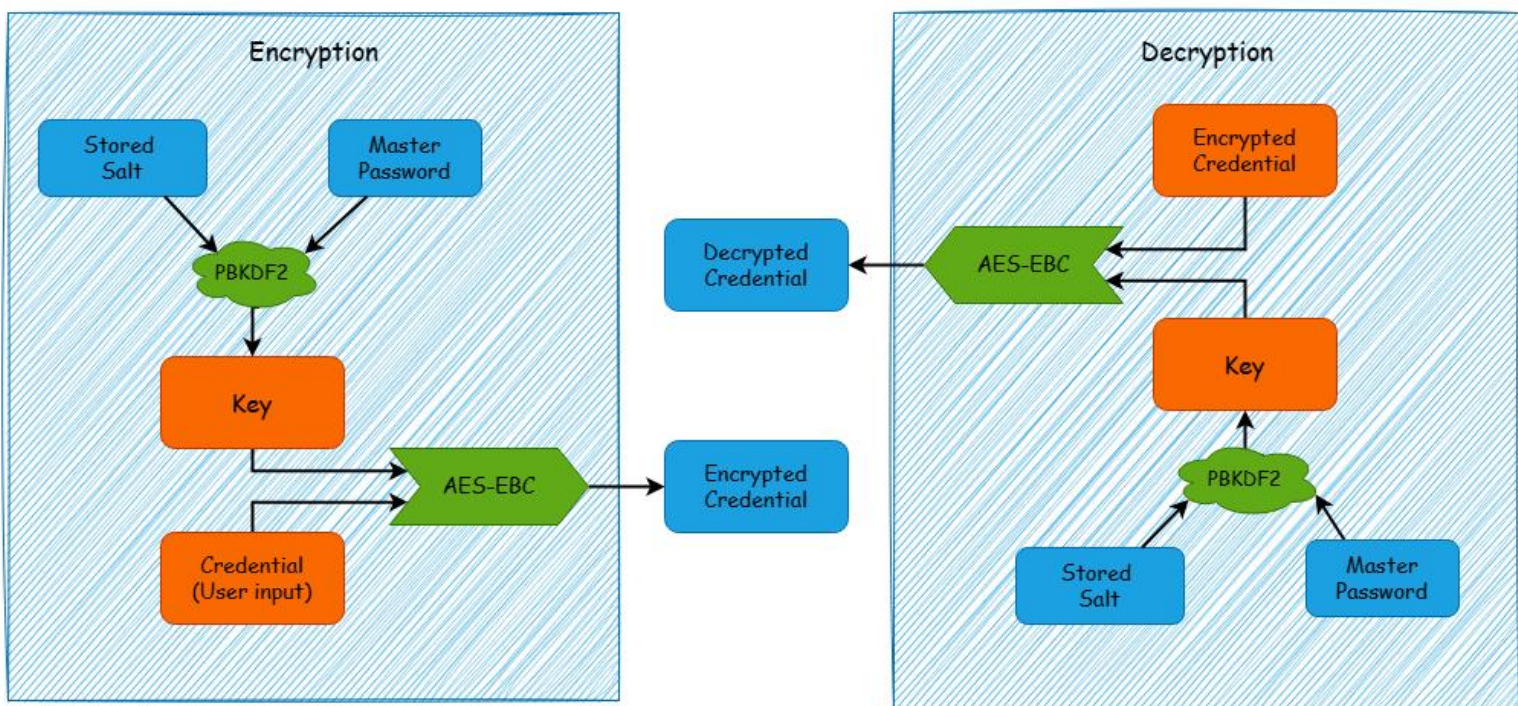 Encryption
Stored
Salt
Master
Password
PBKDF2
Key
AES-EBC
Credential
(User input)
Encrypted
Credential
Decryption
Encrypted
Credential
AES-EBC
Decrypted
Credential
Key
PBKDF2
Stored
Salt
Master
Password